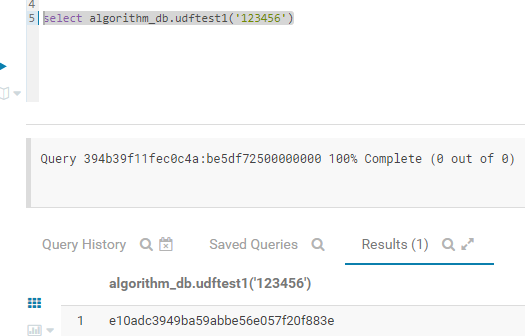 4
5 select algorithm_db.udftest1('123456')
Query 394b39f11fec0c4a:be5df72500000000 100% Complete (0 out of 0)
Query History Saved Queries Results (1)
algorithm_db.udftest1('123456')
1 e10adc3949ba59abbe56e057f20f883e